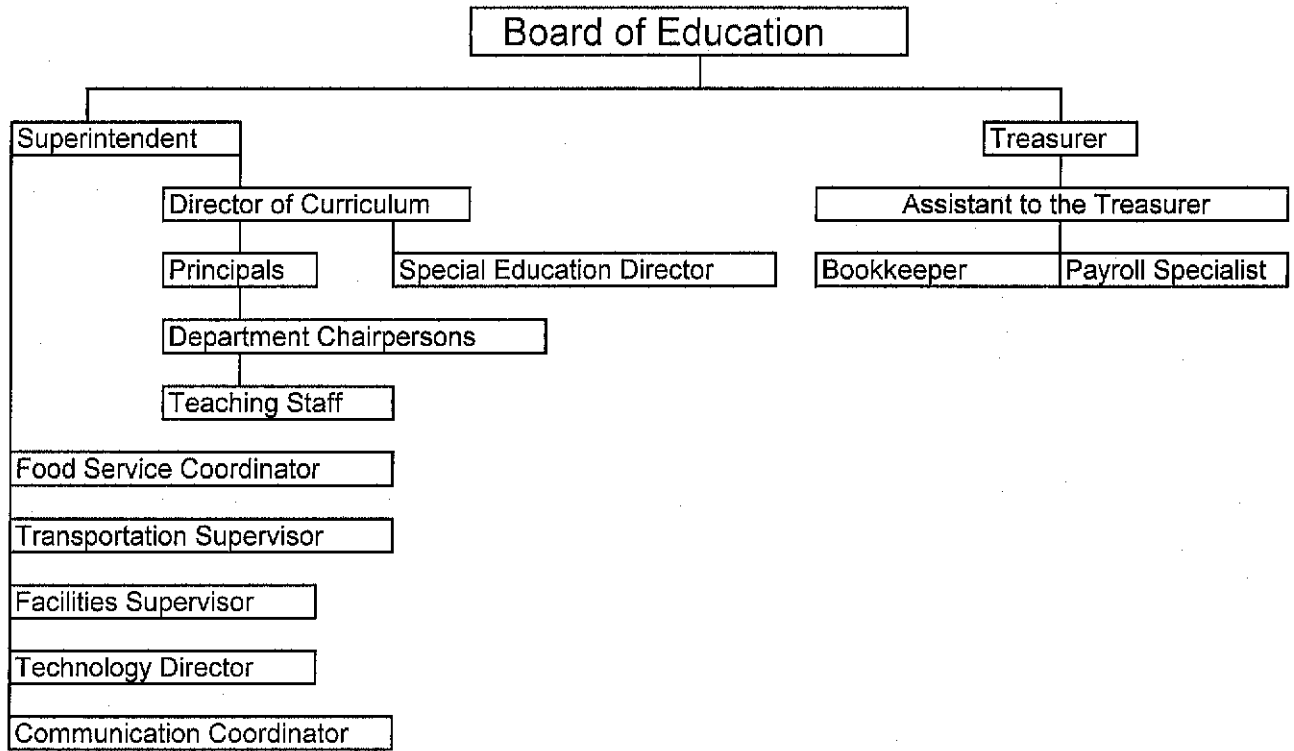 Board of Education
Superintendent
Treasurer
Director of Curriculum
Assistant to the Treasurer
Principals
Special Education Director
Bookkeeper
Payroll Specialist
Department Chairpersons
Teaching Staff
Food Service Coordinator
Transportation Supervisor
Facilities Supervisor
Technology Director
Communication Coordinator